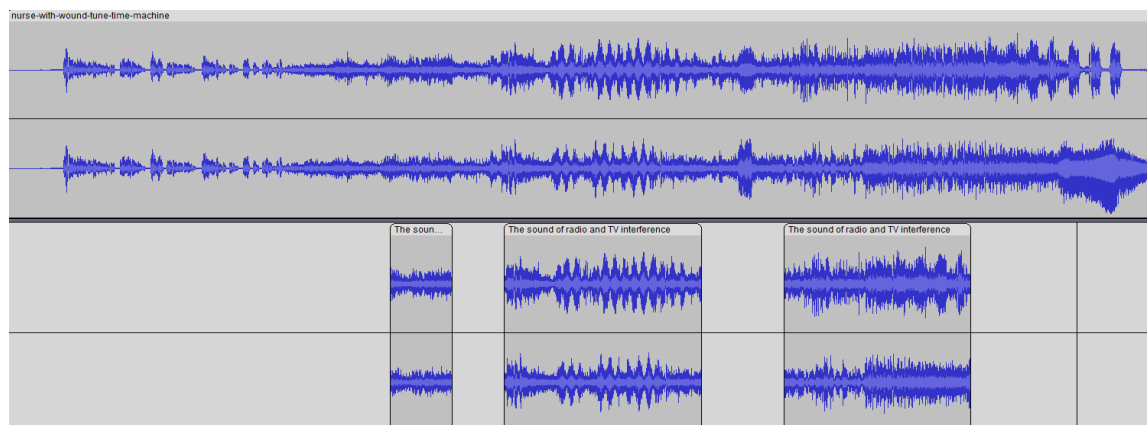 nurse-with-wound-tune-time-machine
The soun...
The sound of radio and TV interference
The sound of radio and TV interference